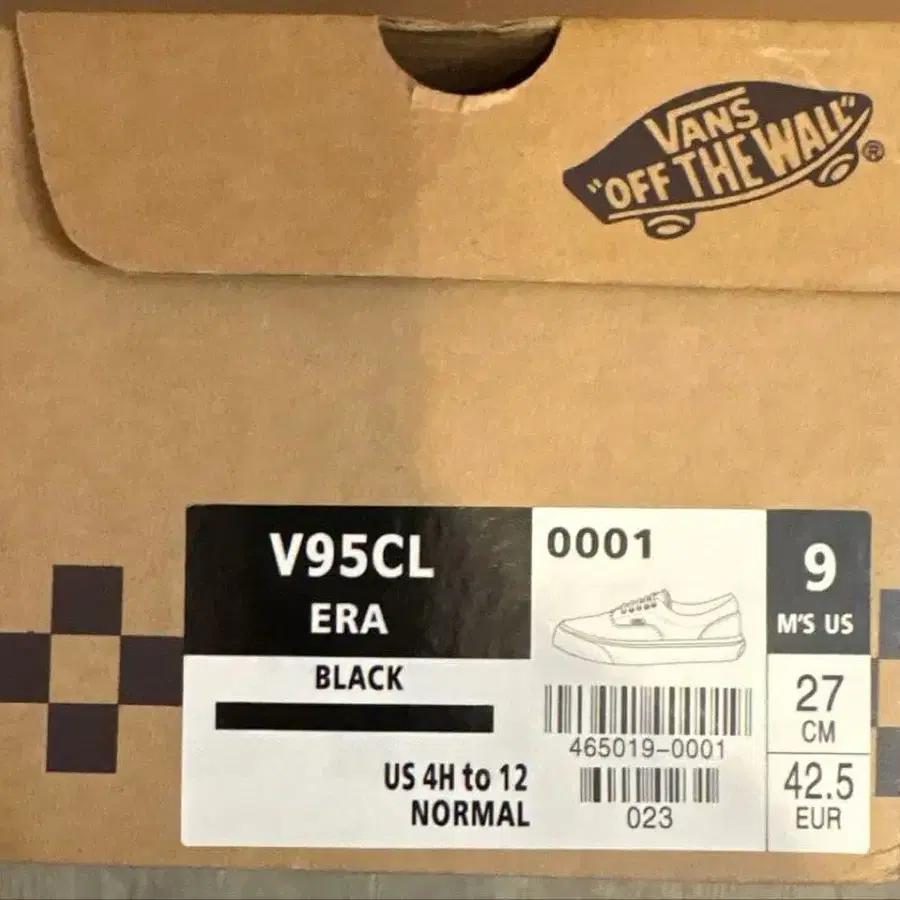 VANS
"OFF THE WALL"
®
V95CL
ERA
BLACK
US 4H to 12
NORMAL
0001
465019-0001
023
9
M'S US
27
CM
42.5
EUR